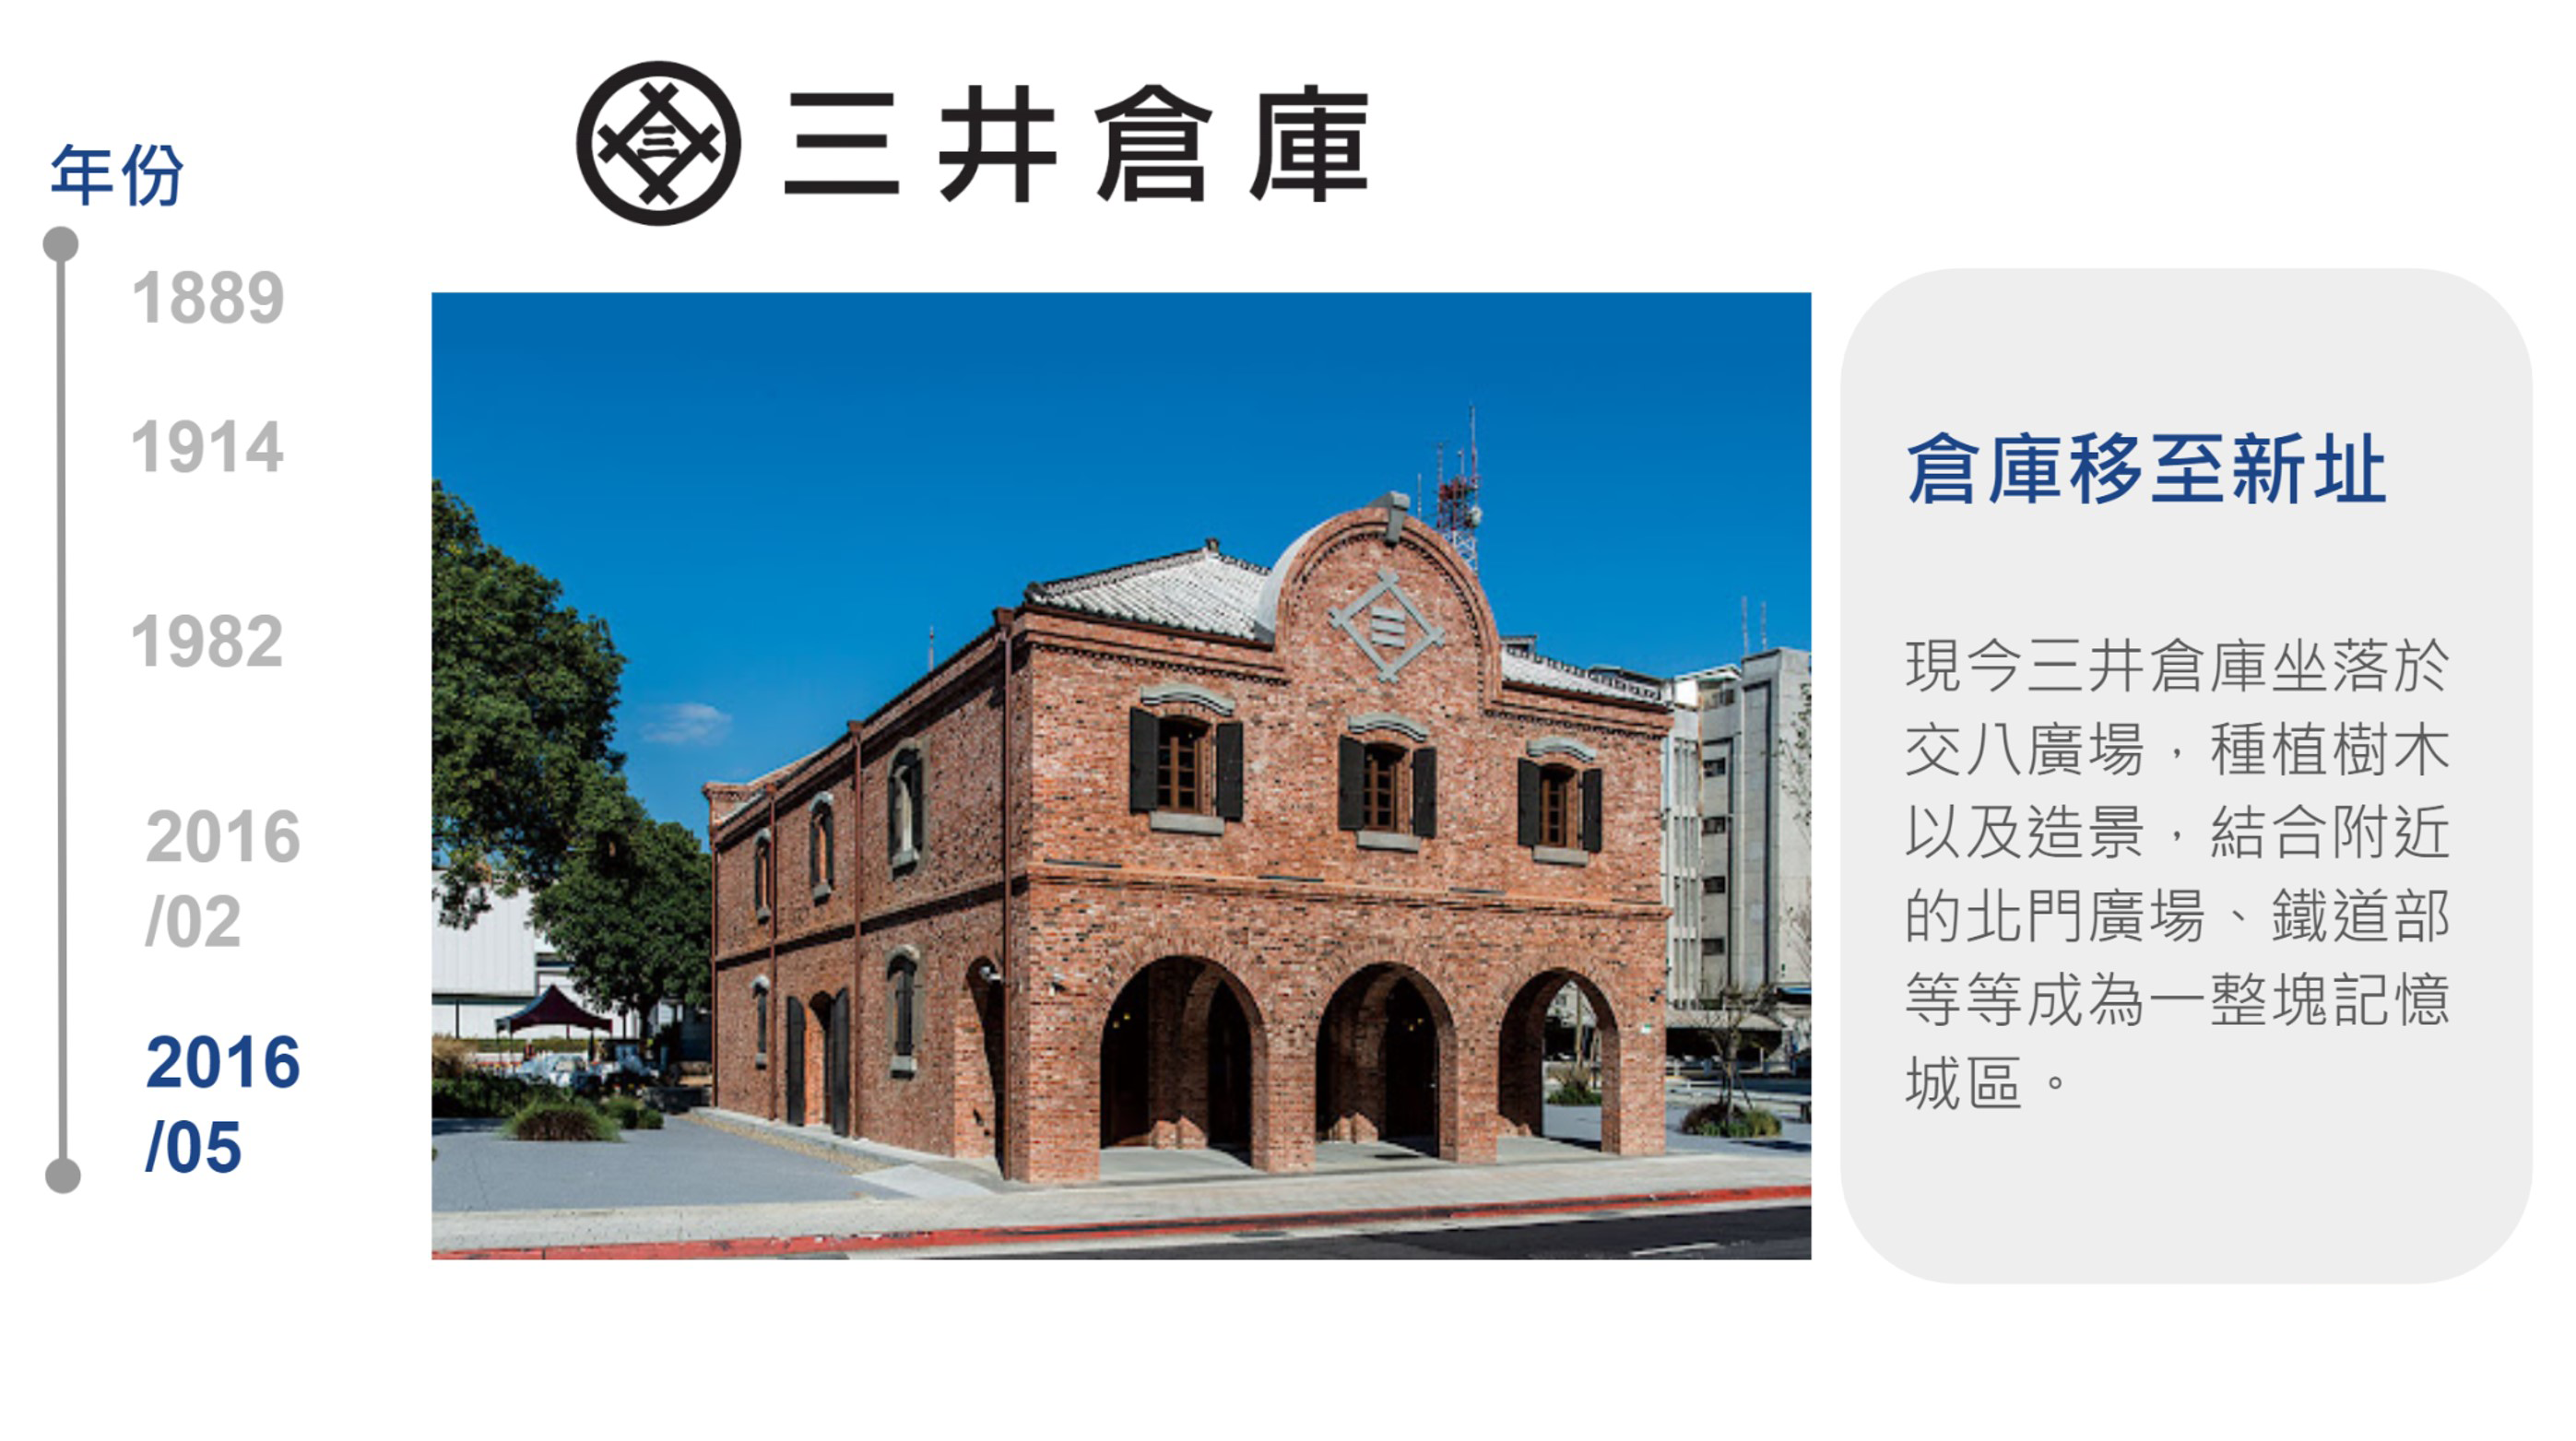 三井倉庫
年份
1889
1914
1982
2016
/02
2016
/05
倉庫移至新址
現今三井倉庫坐落於
交八廣場，種植樹木
以及造景，結合附近
的北門廣場、鐵道部
等等成為一整塊記憶
城區。
三
三